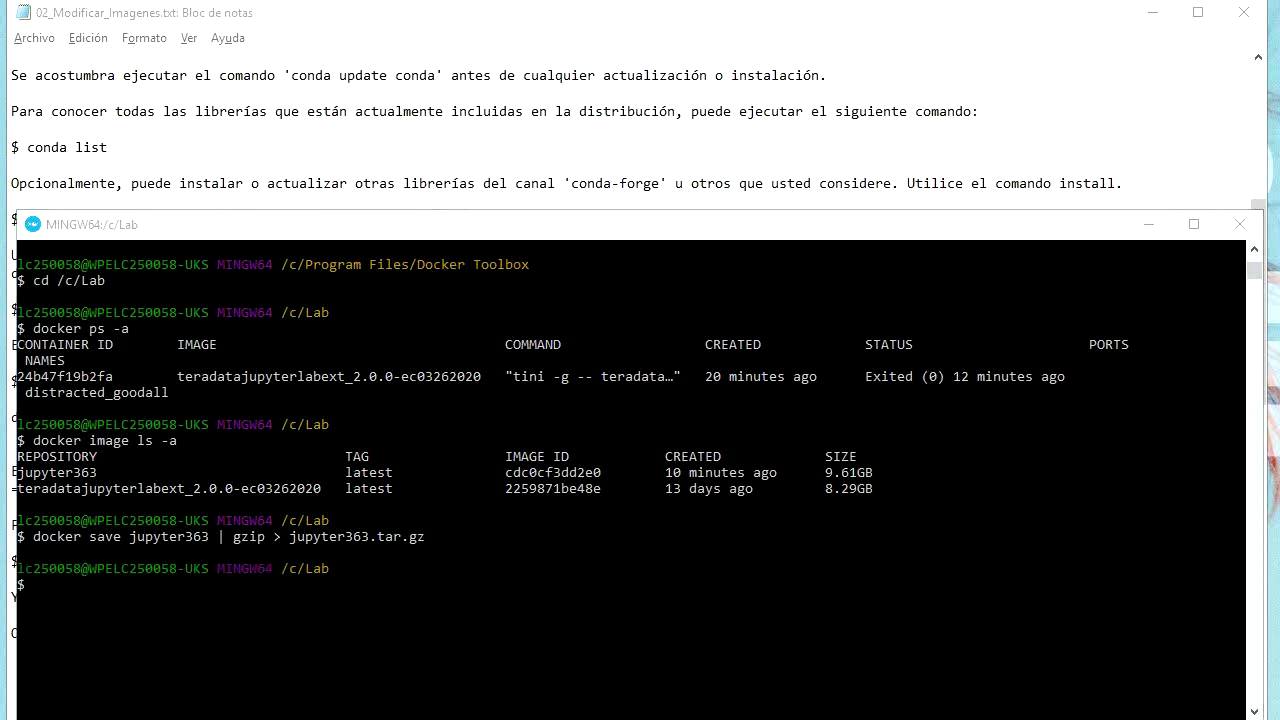 02_Modificar_Imagenes.txt: Bloc de notas
Archivo Edición Formato Ver Ayuda
Se acostumbra ejecutar el comando 'conda update conda' antes de cualquier actualización o instalación.
Para conocer todas las librerías que están actualmente incluidas en la distribución, puede ejecutar el siguiente comando:
$ conda list
Opcionalmente, puede instalar o actualizar otras librerías del canal 'conda-forge' u otros que usted considere. Utilice el comando install.
MINGW64:/c/Lab
lc250058@WPELC250058-UKS MINGW64 /c/Program Files/Docker Toolbox
$ cd /c/Lab
lc250058@WPELC250058-UKS MINGW64 /c/Lab
$ docker ps -a
CONTAINER ID IMAGE COMMAND CREATED STATUS PORTS
NAMES
24b47f19b2fa teradatajupyterlabext_2.0.0-ec03262020 "tini -g -- teradata…" 20 minutes ago Exited (0) 12 minutes ago
distracted_goodall
lc250058@WPELC250058-UKS MINGW64 /c/Lab
$ docker image ls -a
REPOSITORY TAG IMAGE ID CREATED SIZE
jupyter363 latest cdc0cf3dd2e0 10 minutes ago 9.61GB
teradatajupyterlabext_2.0.0-ec03262020 latest 2259871be48e 13 days ago 8.29GB
lc250058@WPELC250058-UKS MINGW64 /c/Lab
$ docker save jupyter363 | gzip > jupyter363.tar.gz
lc250058@WPELC250058-UKS MINGW64 /c/Lab
$